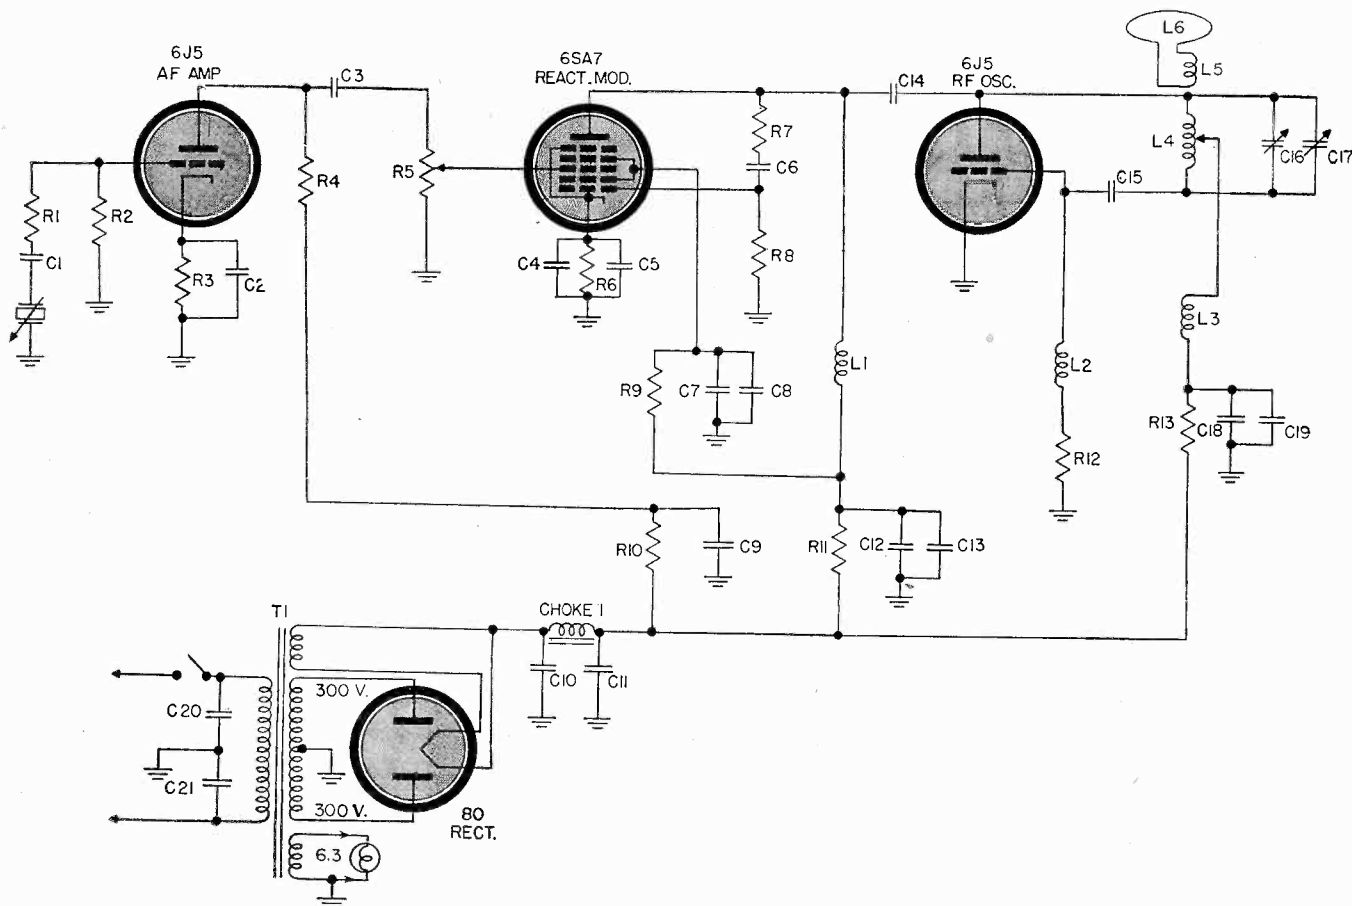 6J5
AF AMP
C3
6SA7
REACT. MOD.
C14
6J5
RF OSC.
L6
L5
R7
C6
L4
C16
C17
R1
C1
R2
R3
C2
R4
R5
C4
R6
C5
R8
C15
L3
L1
L2
R9
C7
C8
R12
R13
C18
C19
R10
C9
R11
C12
C13
T1
CHOKE 1
C10
C11
C20
C21
300 V.
300 V.
80
RECT.
6.3